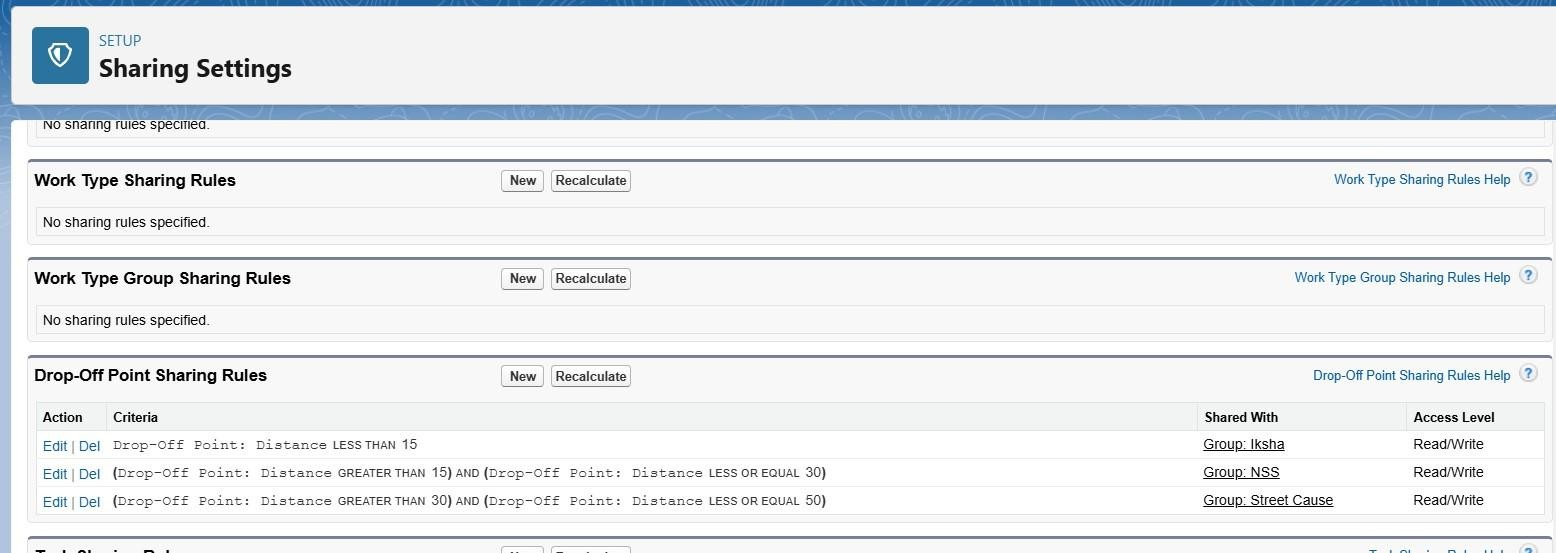 SETUP
Sharing Settings
No sharing rules specified.
Work Type Sharing Rules New Recalculate Work Type Sharing Rules Help ?
No sharing rules specified.
Work Type Group Sharing Rules New Recalculate Work Type Group Sharing Rules Help ?
No sharing rules specified.
Drop-Off Point Sharing Rules New Recalculate Drop-Off Point Sharing Rules Help ?
Action Criteria Shared With Access Level
Edit | Del Drop-Off Point: Distance LESS THAN 15 Group: Iksha Read/Write
Edit | Del (Drop-Off Point: Distance GREATER THAN 15) AND (Drop-Off Point: Distance LESS OR EQUAL 30) Group: NSS Read/Write
Edit | Del (Drop-Off Point: Distance GREATER THAN 30) AND (Drop-Off Point: Distance LESS OR EQUAL 50) Group: Street Cause Read/Write